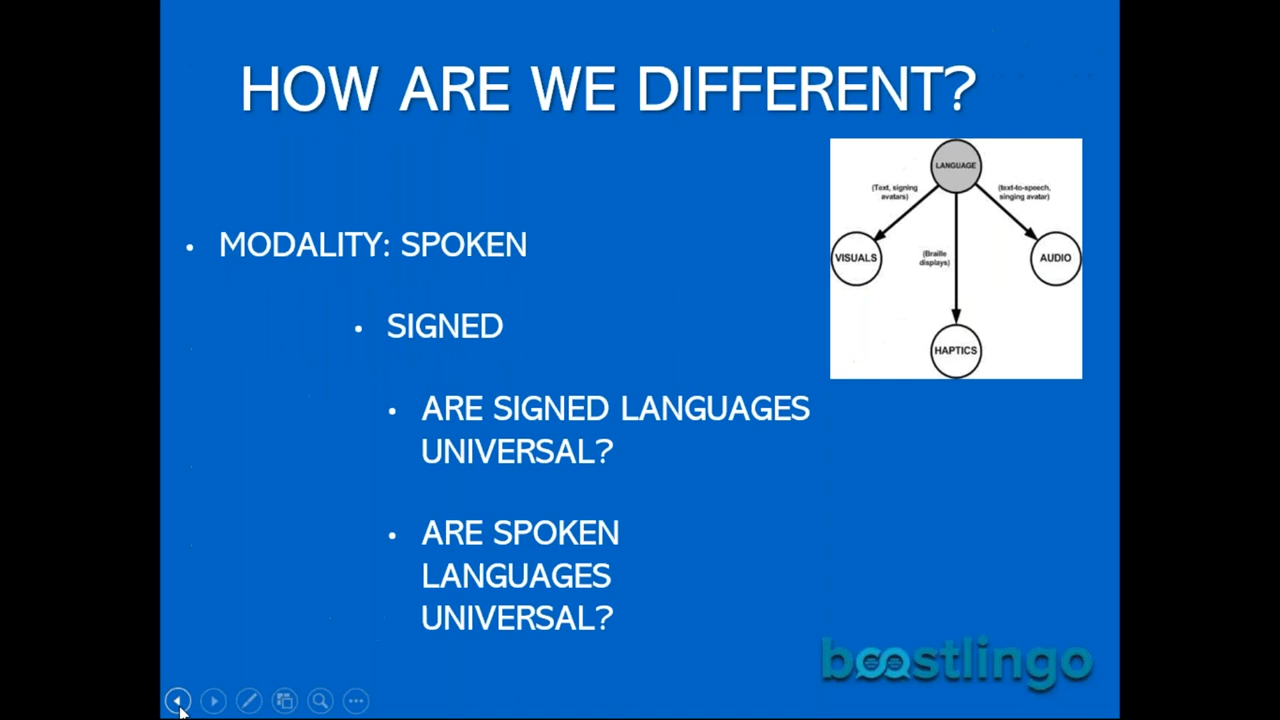 HOW ARE WE DIFFERENT?
• MODALITY: SPOKEN
• SIGNED
• ARE SIGNED LANGUAGES
UNIVERSAL?
• ARE SPOKEN
LANGUAGES
UNIVERSAL?
LANGUAGE
(Text, signing
avatars)
(text-to-speech,
singing avatar)
VISUALS
(Braille
displays)
AUDIO
HAPTICS
boostlingo